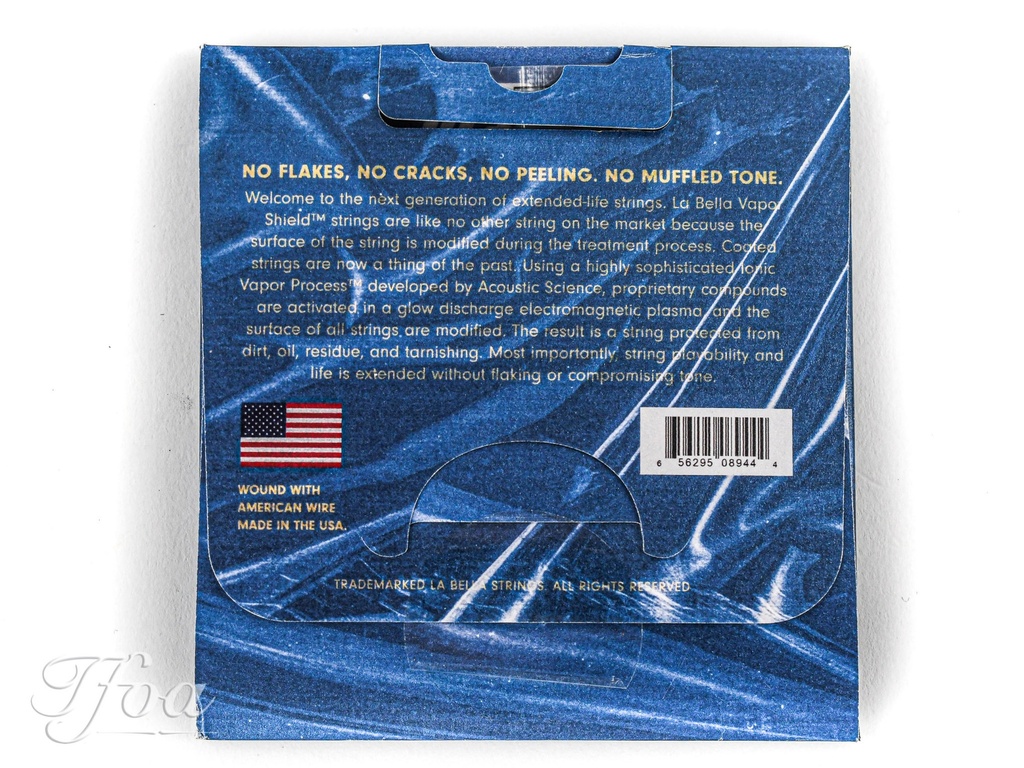 NO FLAKES, NO CRACKS, NO PEELING. NO MUFFLED TONE.
Welcome to the next generation of extended-life strings. La Bella Vapor
Shield™ strings are like no other string on the market because the
surface of the string is modified during the treatment process. Coated
strings are now a thing of the past. Using a highly sophisticated Ionic
Vapor Process™ developed by Acoustic Science, proprietary compounds
are activated in a glow discharge electromagnetic plasma, and the
surface of all strings are modified. The result is a string protected from
dirt, oil, residue, and tarnishing. Most importantly, string playability and
life is extended without flaking or compromising tone.
6 56295 08944 4
WOUND WITH
AMERICAN WIRE
MADE IN THE USA.
TRADEMARKED LA BELLA STRINGS. ALL RIGHTS RESERVED
Tfoa